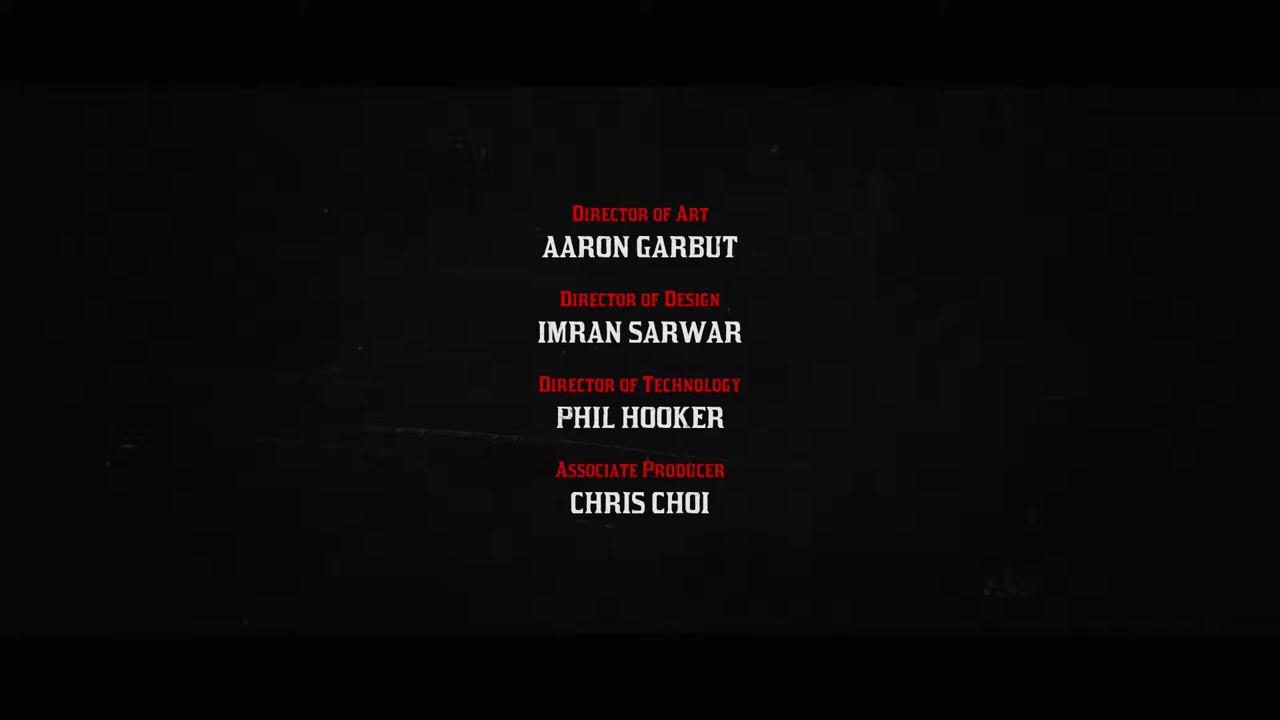 Director of Art
AARON GARBUT
Director of Design
IMRAN SARWAR
Director of Technology
PHIL HOOKER
Associate Producer
CHRIS CHOI